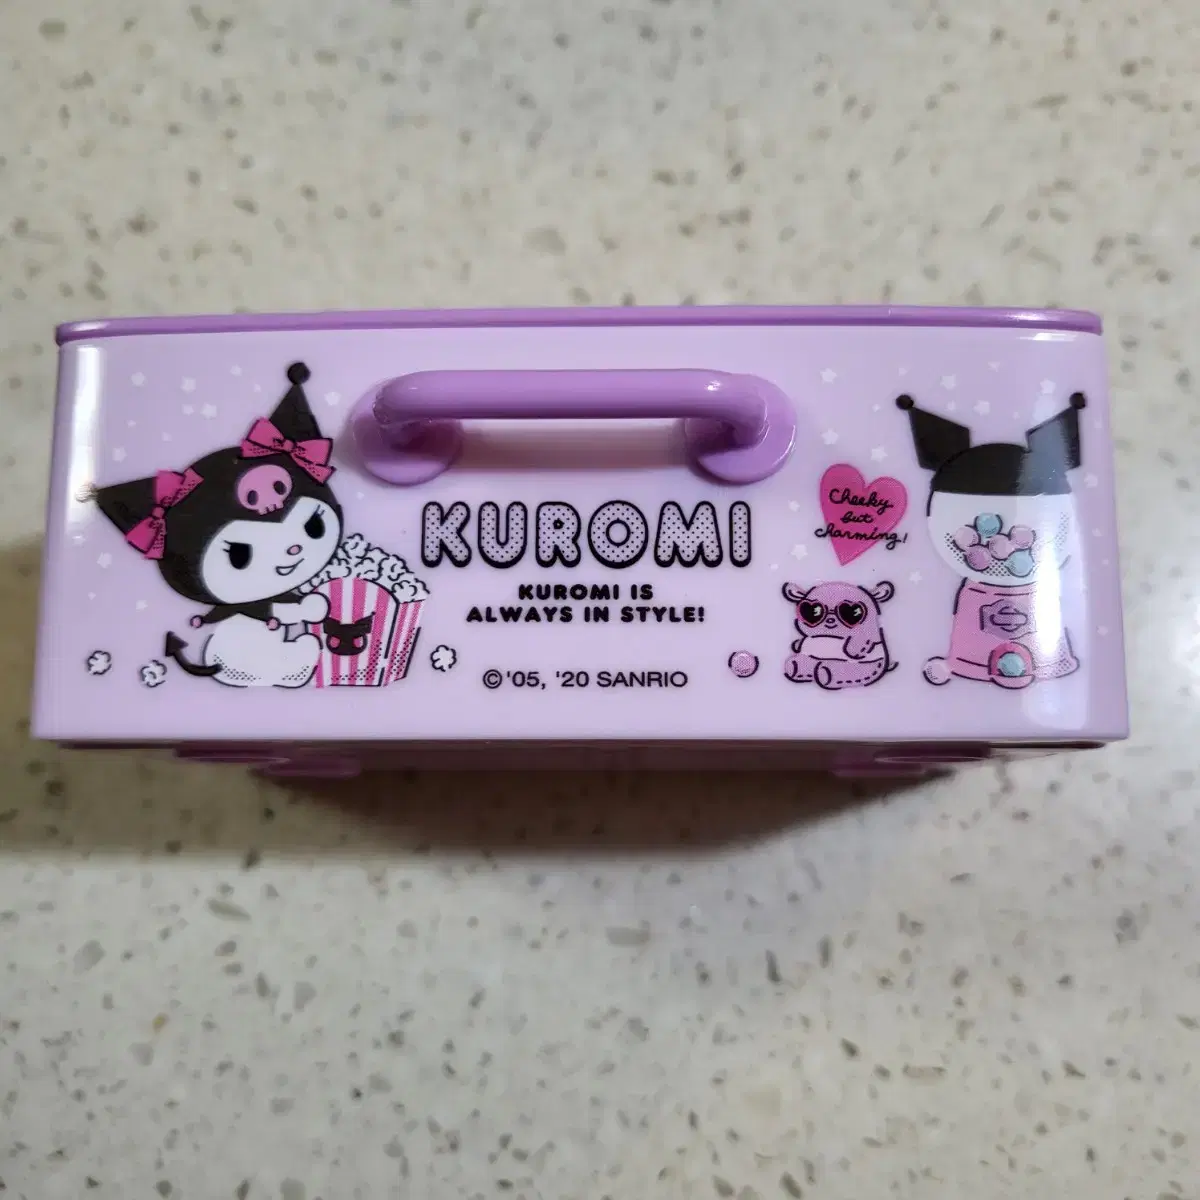 KUROMI
KUROMI IS
ALWAYS IN STYLE!
©'05, '20 SANRIO
Cheeky
but
charming!